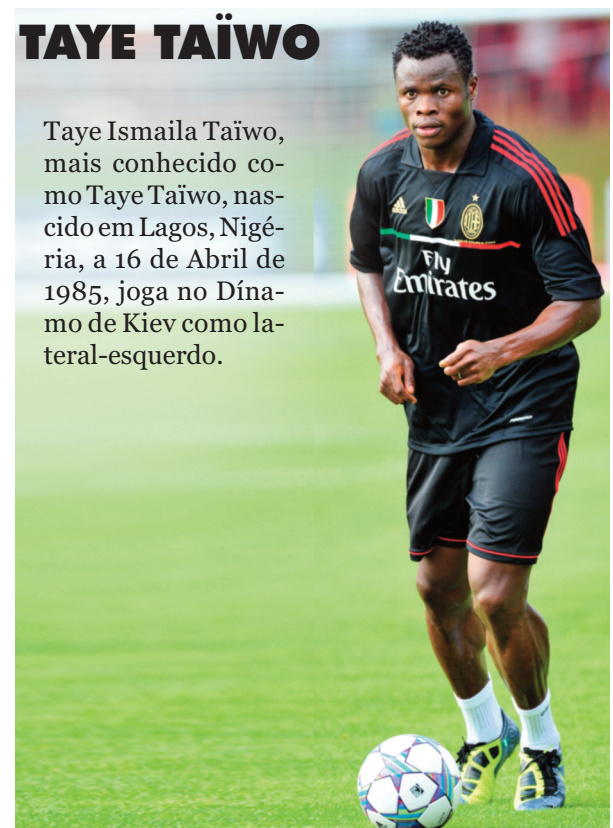 TAYE TAÏWO
Taye Ismaila Taïwo,
mais conhecido co-
mo Taye Taïwo, nas-
cido em Lagos, Nigé-
ria, a 16 de Abril de
1985, joga no Dína-
mo de Kiev como la-
teral-esquerdo.
Fly
Emirates